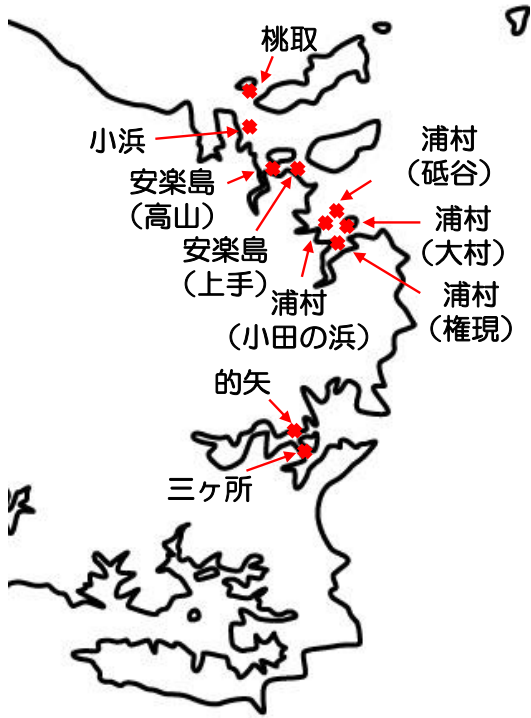 桃取
小浜
安楽島
（高山）
安楽島
（上手）
浦村
（砥谷）
浦村
（大村）
浦村
（権現）
浦村
（小田の浜）
的矢
三ヶ所